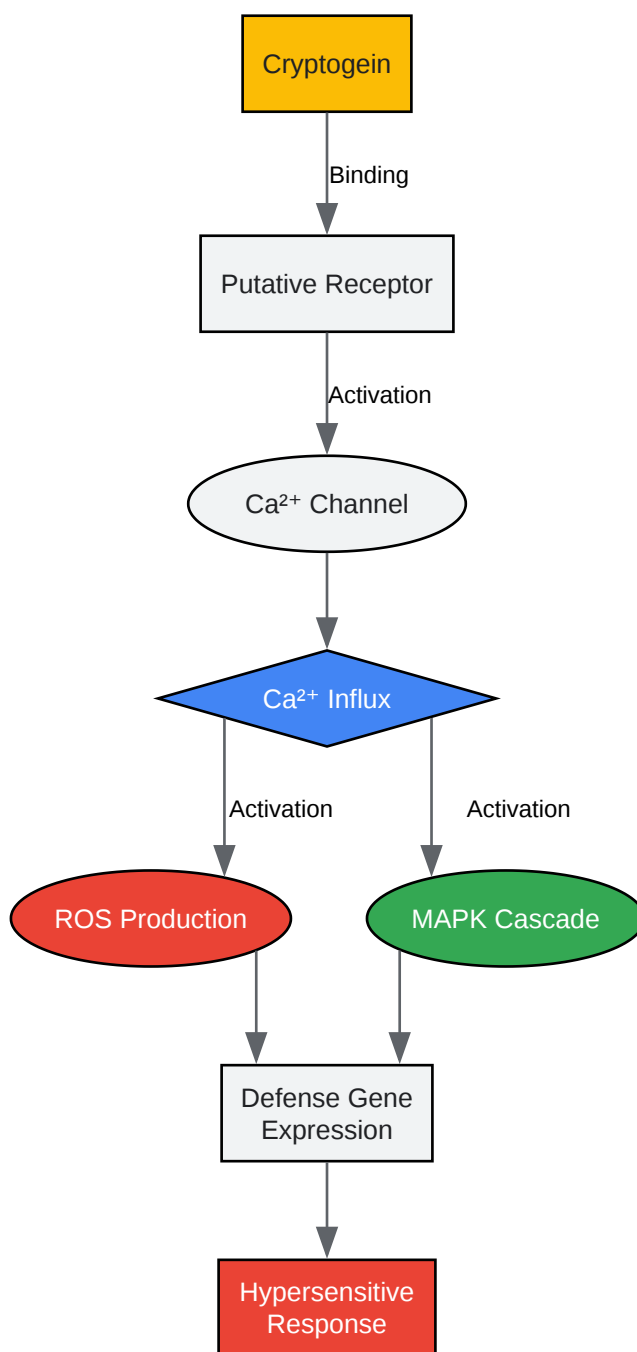 Cryptogein
Binding
Putative Receptor
Activation
Ca²⁺ Channel
Ca²⁺ Influx
Activation
Activation
ROS Production
MAPK Cascade
Defense Gene
Expression
Hypersensitive
Response